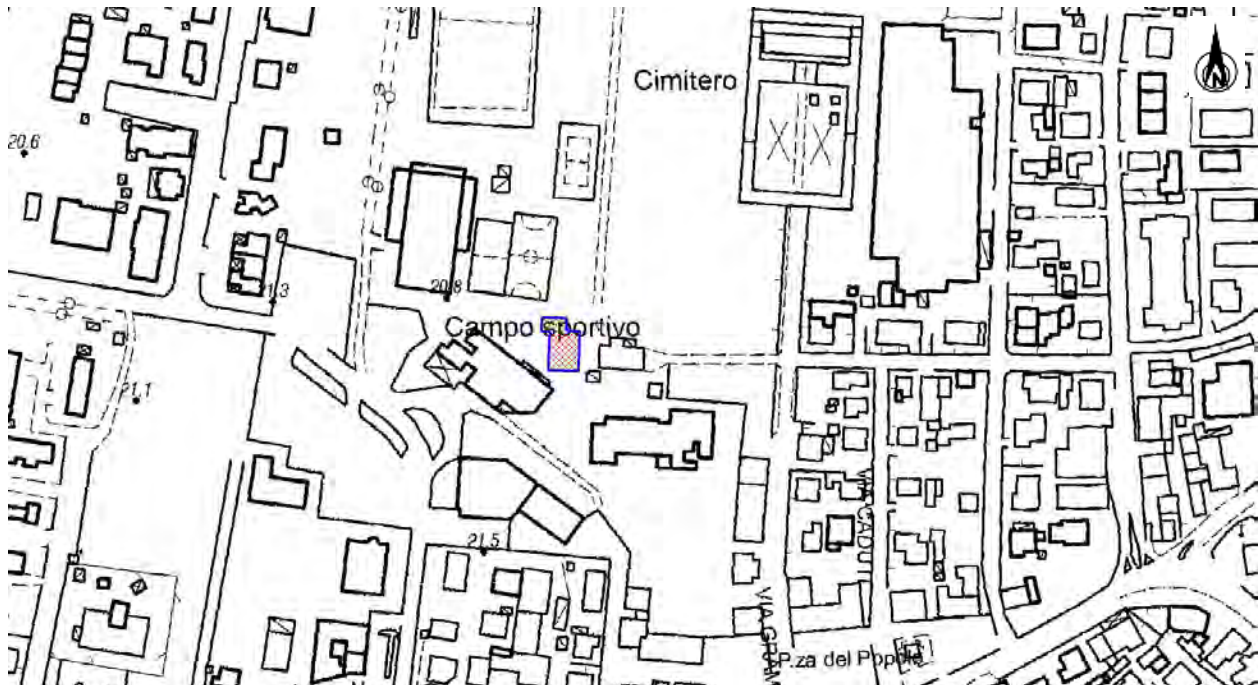 Cimitero
N
20.6
21.3
20.8
Campo sportivo
21.1
VIA CADUTI
21.5
P.za del Popolo